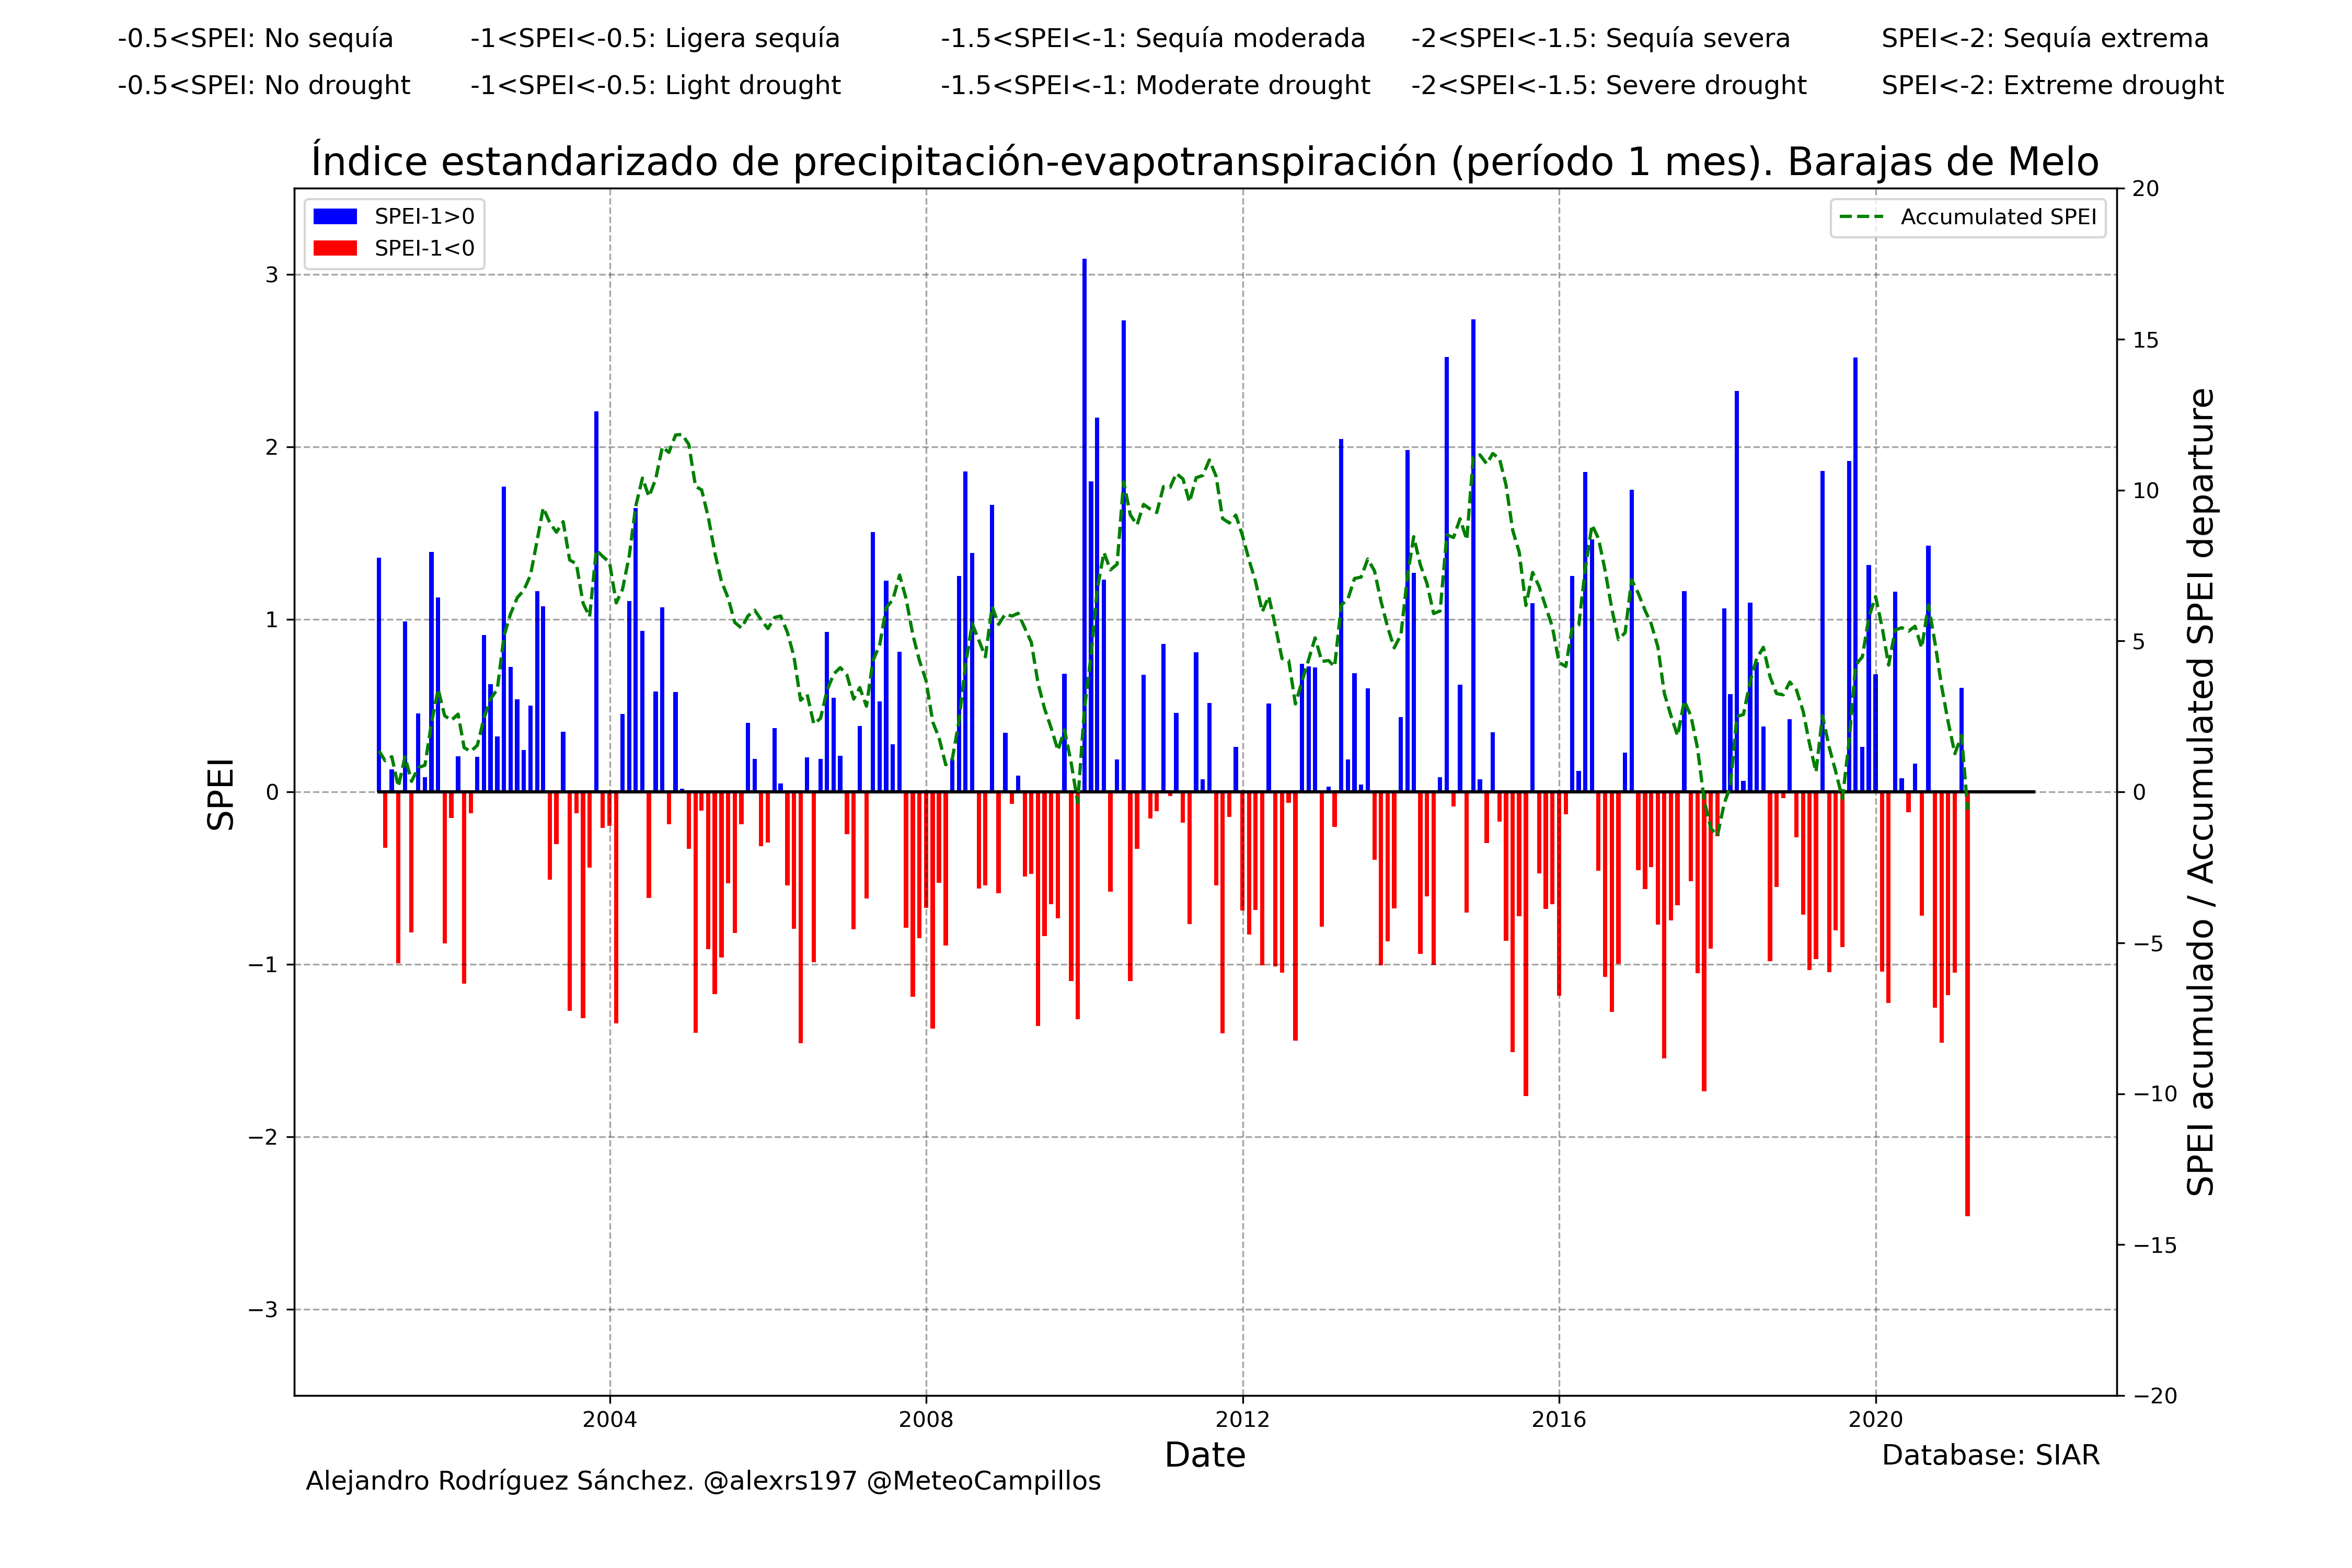 -0.5<SPEI: No sequía -1<SPEI<-0.5: Ligera sequía -1.5<SPEI<-1: Sequía moderada -2<SPEI<-1.5: Sequía severa SPEI<-2: Sequía extrema
-0.5<SPEI: No drought -1<SPEI<-0.5: Light drought -1.5<SPEI<-1: Moderate drought -2<SPEI<-1.5: Severe drought SPEI<-2: Extreme drought
Índice estandarizado de precipitación-evapotranspiración (período 1 mes). Barajas de Melo
SPEI-1>0
SPEI-1<0
Accumulated SPEI
SPEI
3
2
1
0
−1
−2
−3
20
15
10
5
0
−5
−10
−15
−20
SPEI acumulado / Accumulated SPEI departure
2004 2008 2012 2016 2020
Date
Database: SIAR
Alejandro Rodríguez Sánchez. @alexrs197 @MeteoCampillos